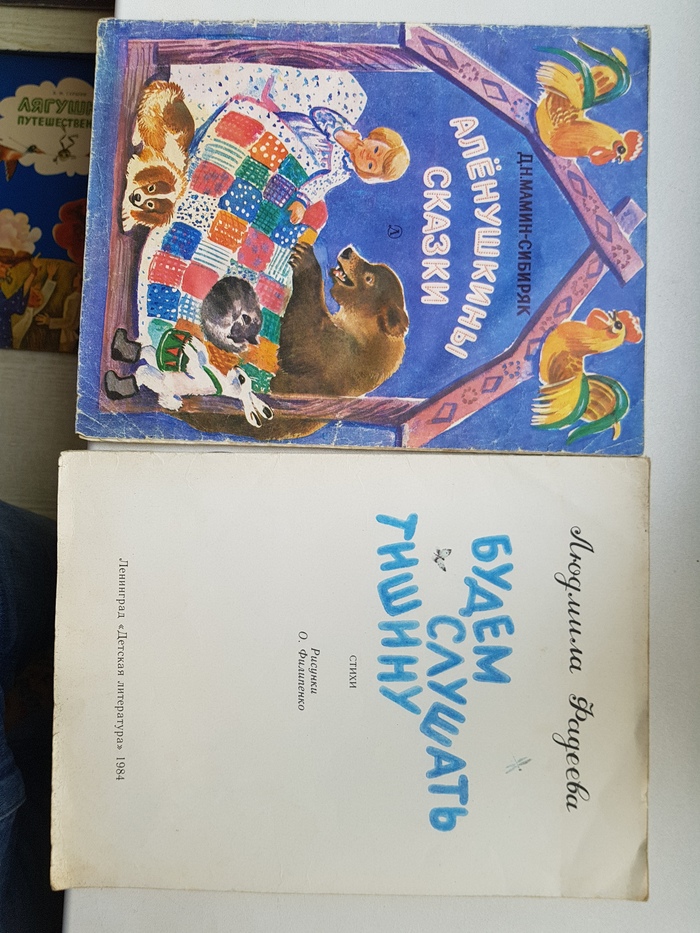 Д.Н.МАМИН-СИБИРЯК
АЛЁНУШКИНЫ
СКАЗКИ
Людмила Фадеева
БУДЕМ
СЛУШАТЬ
ТИШИНУ
СТИХИ
Рисунки
О. Филипенко
Ленинград «Детская литература» 1984
ЛЯГУШ
ПУТЕШЕСТВЕН